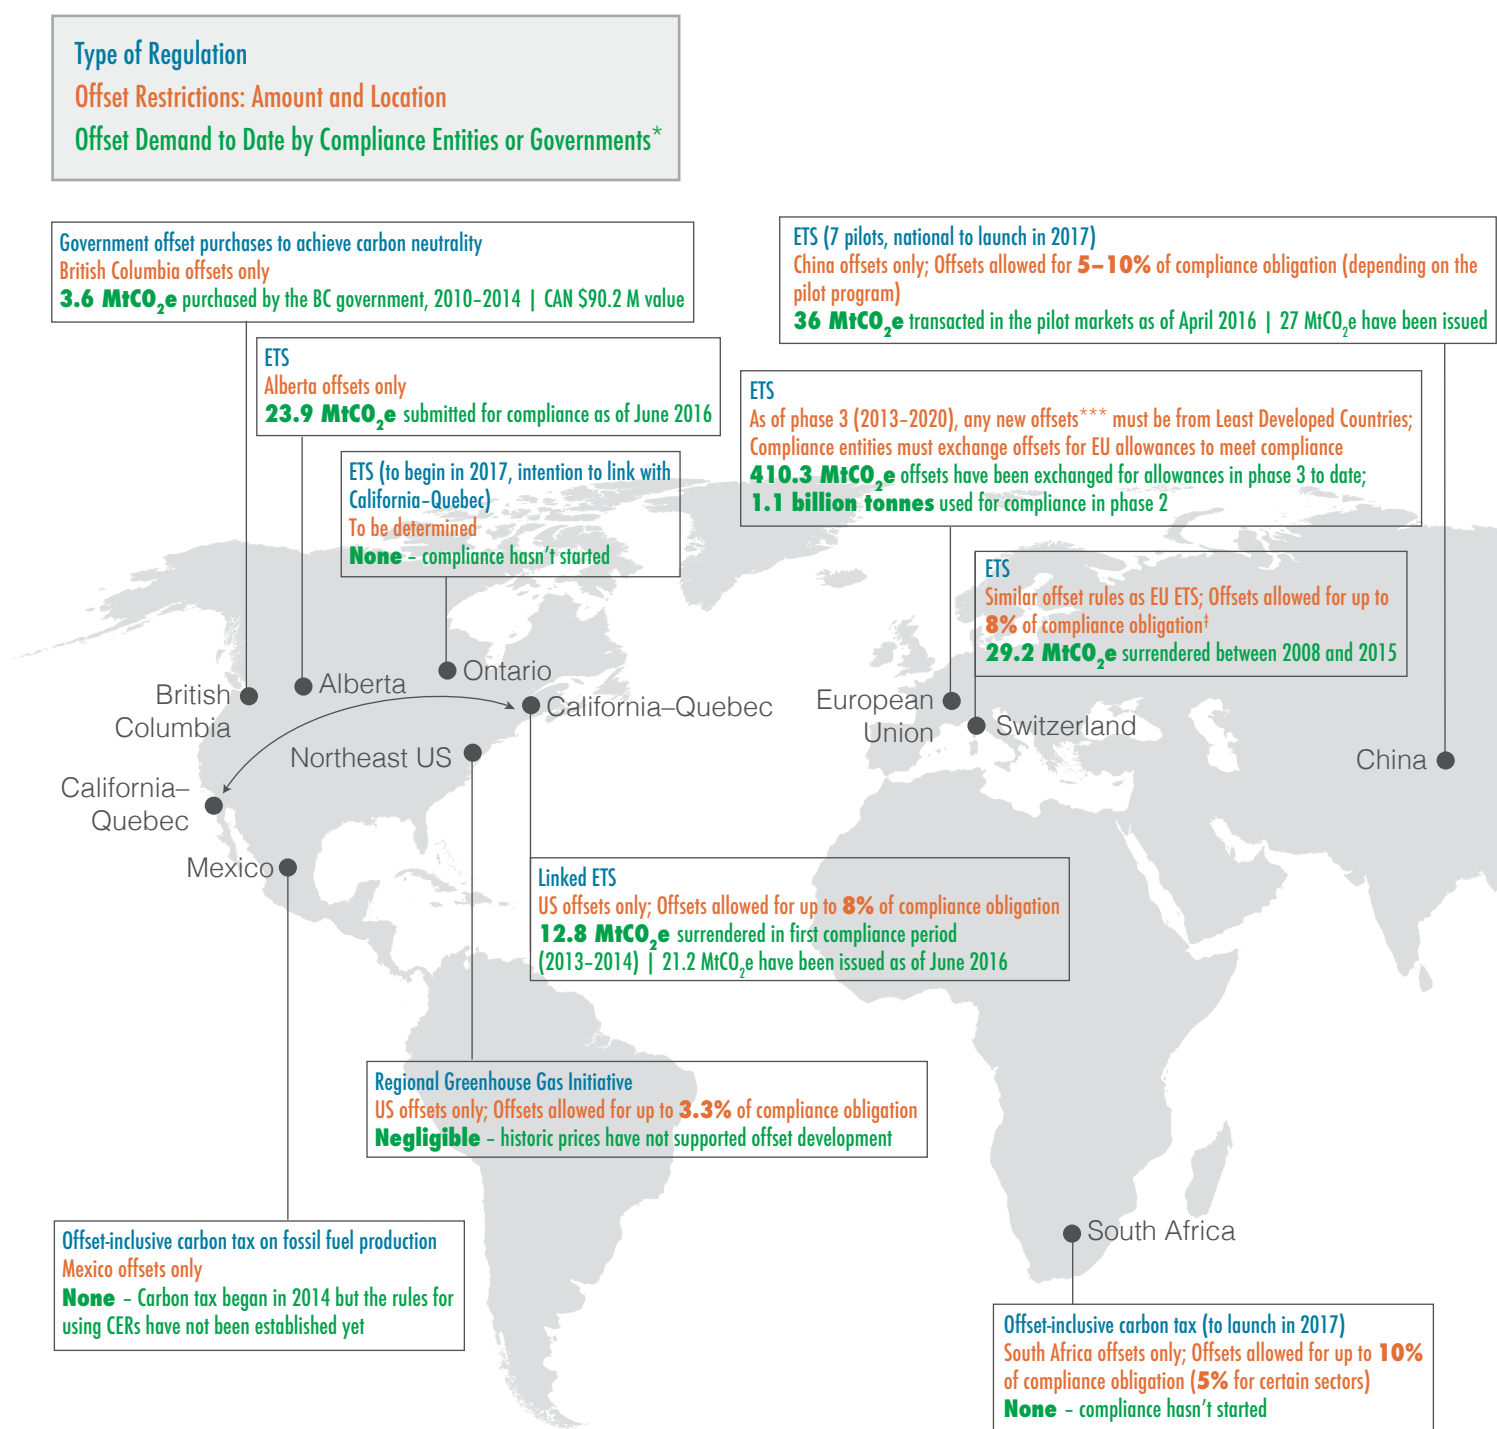 Type of Regulation
Offset Restrictions: Amount and Location
Offset Demand to Date by Compliance Entities or Governments*
Government offset purchases to achieve carbon neutrality
British Columbia offsets only
3.6 MtCO₂e purchased by the BC government, 2010–2014 | CAN $90.2 M value
ETS (7 pilots, national to launch in 2017)
China offsets only; Offsets allowed for 5–10% of compliance obligation (depending on the
pilot program)
36 MtCO₂e transacted in the pilot markets as of April 2016 | 27 MtCO₂e have been issued
ETS
Alberta offsets only
23.9 MtCO₂e submitted for compliance as of June 2016
ETS
As of phase 3 (2013–2020), any new offsets*** must be from Least Developed Countries;
Compliance entities must exchange offsets for EU allowances to meet compliance
410.3 MtCO₂e offsets have been exchanged for allowances in phase 3 to date;
1.1 billion tonnes used for compliance in phase 2
ETS (to begin in 2017, intention to link with
California–Quebec)
To be determined
None – compliance hasn't started
ETS
Similar offset rules as EU ETS; Offsets allowed for up to
8% of compliance obligation‡
29.2 MtCO₂e surrendered between 2008 and 2015
British
Columbia
Alberta
Ontario
California–Quebec
Northeast US
California–
Quebec
Mexico
European
Union
Switzerland
China
Linked ETS
US offsets only; Offsets allowed for up to 8% of compliance obligation
12.8 MtCO₂e surrendered in first compliance period
(2013–2014) | 21.2 MtCO₂e have been issued as of June 2016
Regional Greenhouse Gas Initiative
US offsets only; Offsets allowed for up to 3.3% of compliance obligation
Negligible – historic prices have not supported offset development
Offset-inclusive carbon tax on fossil fuel production
Mexico offsets only
None – Carbon tax began in 2014 but the rules for
using CERs have not been established yet
South Africa
Offset-inclusive carbon tax (to launch in 2017)
South Africa offsets only; Offsets allowed for up to 10%
of compliance obligation (5% for certain sectors)
None – compliance hasn't started